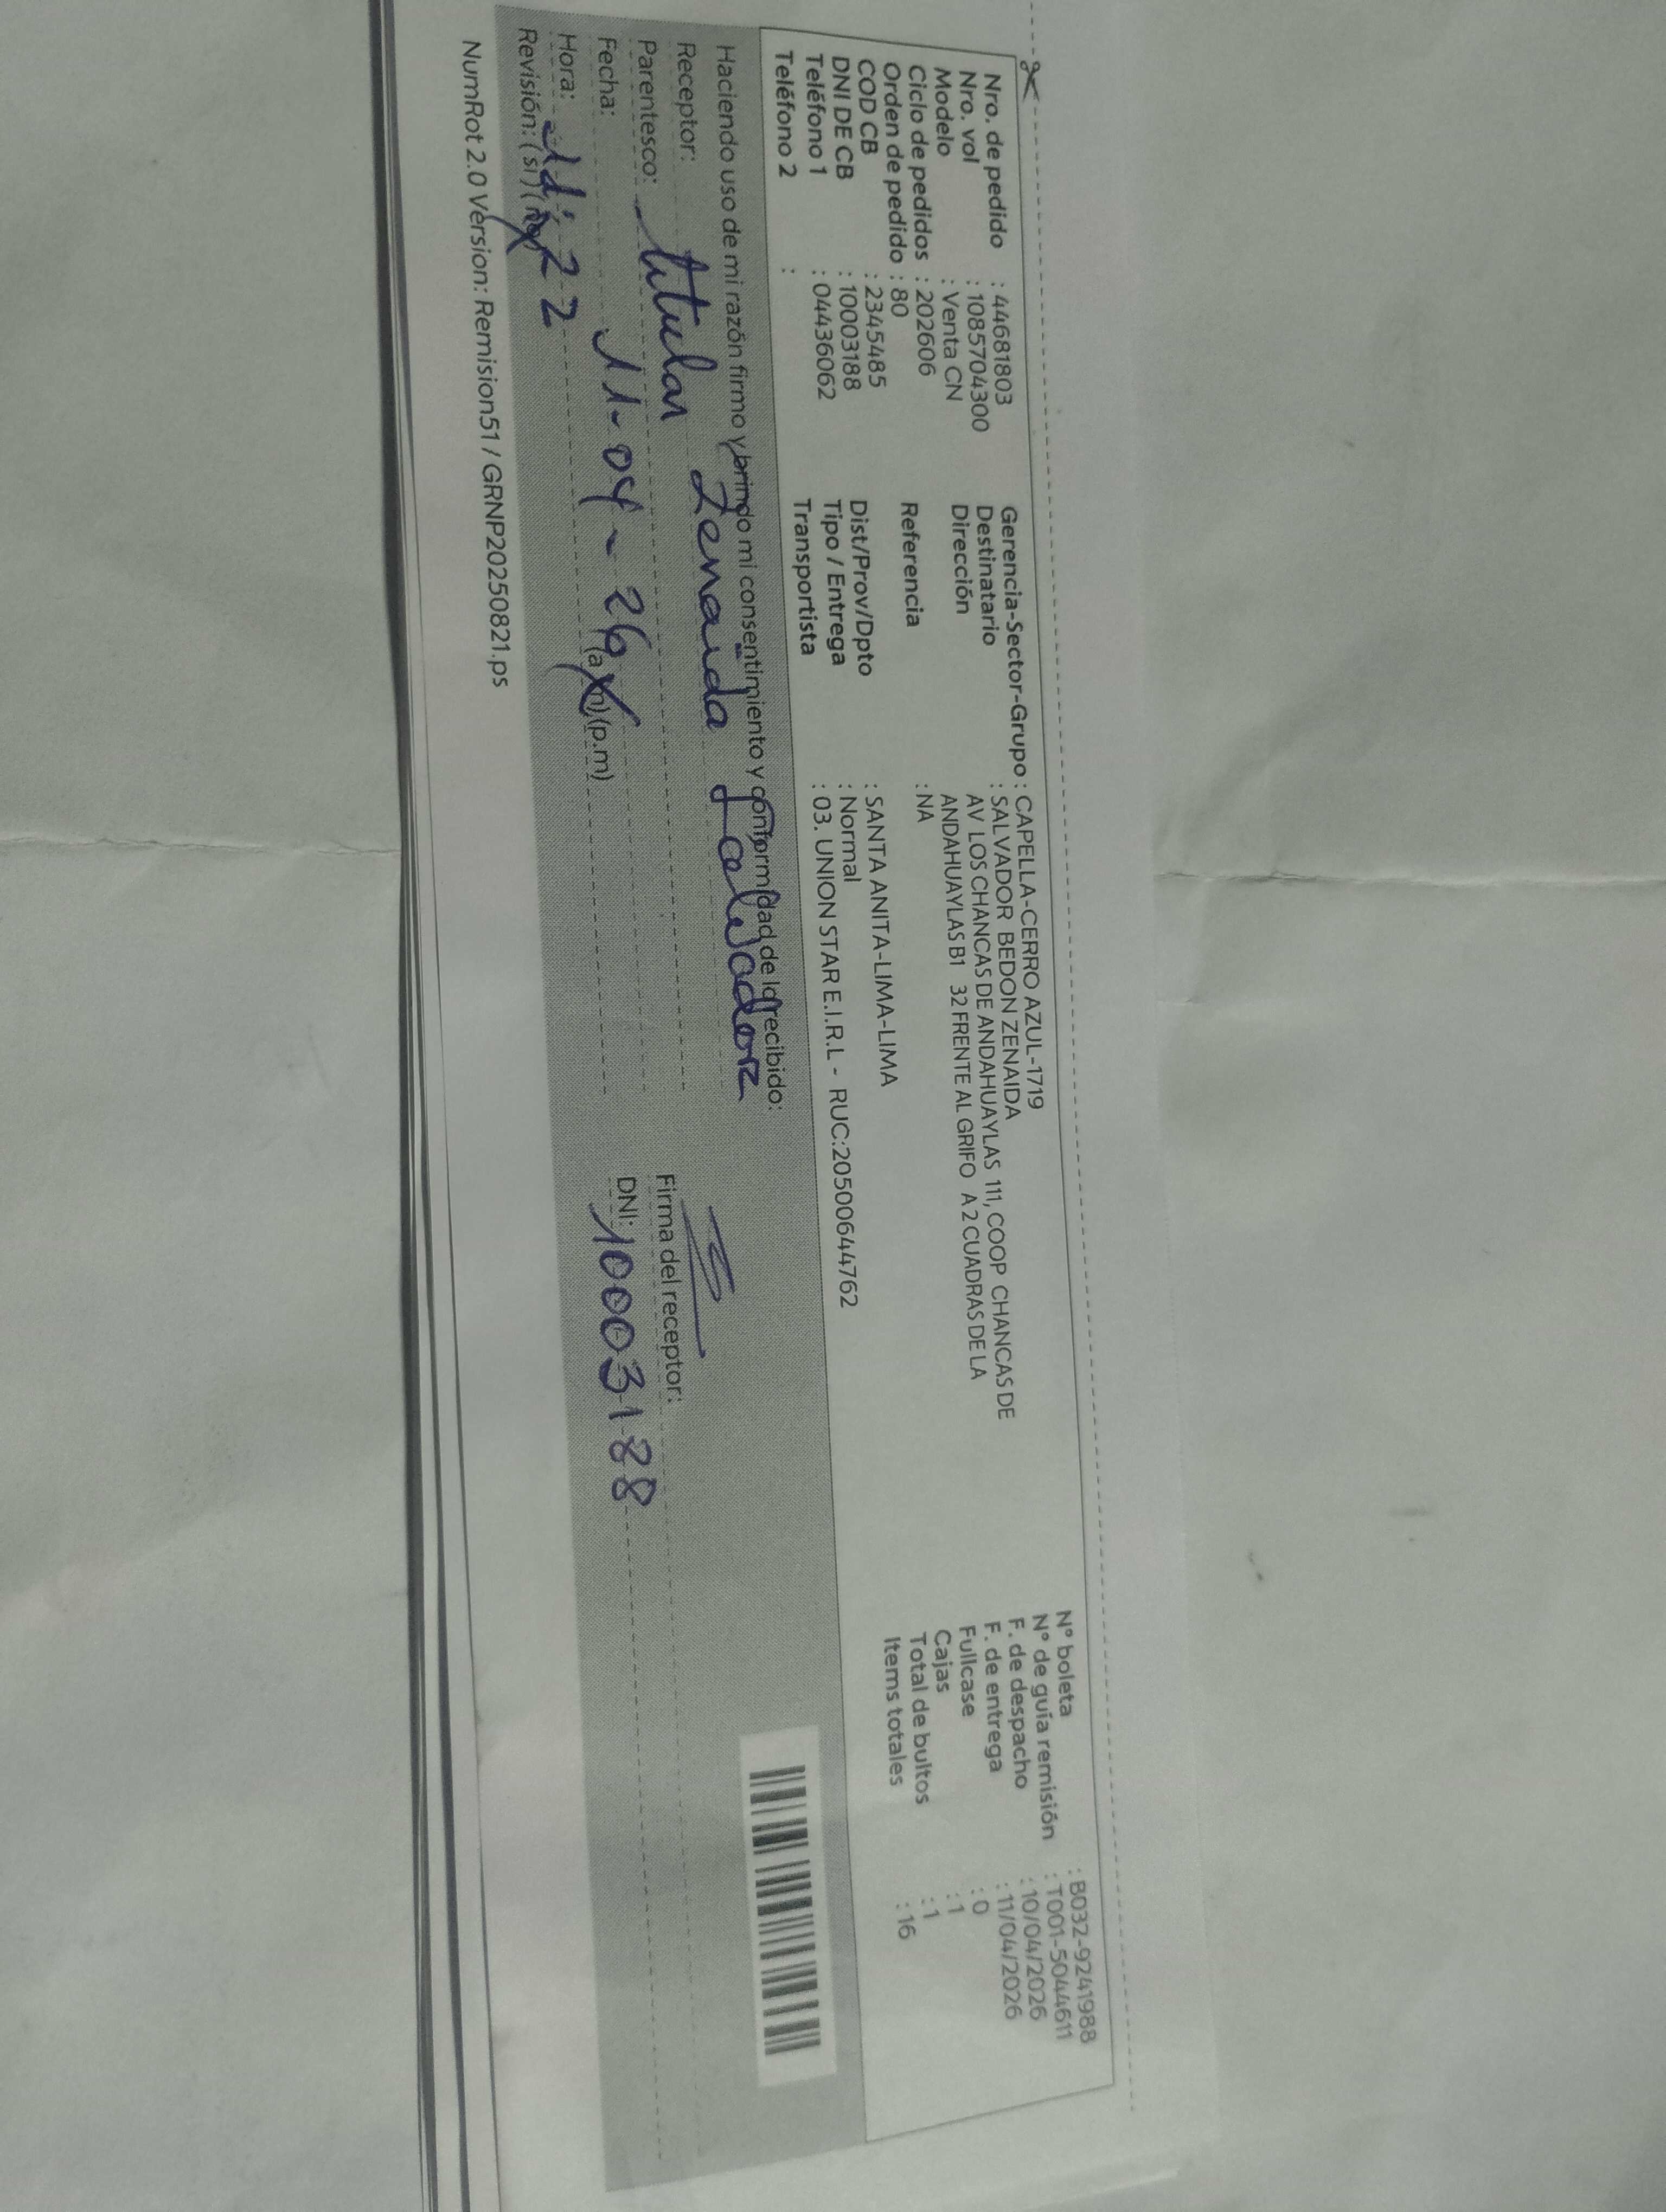 Nro. de pedido : 44681803
Nro. vol : 1085704300
Modelo : Venta CN
Ciclo de pedidos : 202606
Orden de pedido : 80
COD CB : 2345485
DNI DE CB : 10003188
Teléfono 1 : 04436062
Teléfono 2 :
Gerencia-Sector-Grupo : CAPELLA-CERRO AZUL-1719
Destinatario : SALVADOR BEDON ZENAIDA
Dirección AV LOS CHANCAS DE ANDAHUAYLAS 111, COOP CHANCAS DE
ANDAHUAYLAS B1 32 FRENTE AL GRIFO A 2 CUADRAS DE LA
Referencia : NA
Dist/Prov/Dpto : SANTA ANITA-LIMA-LIMA
Tipo / Entrega : Normal
Transportista : 03. UNION STAR E.I.R.L - RUC:20500644762
N° boleta : B032-9241988
N° de guía remisión : T001-5044611
F. de despacho : 10/04/2026
F. de entrega : 11/04/2026
Fullcase : 0
Cajas : 1
Total de bultos : 1
Items totales : 16
Haciendo uso de mi razón firmo y brindo mi consentimiento y conformidad de lo recibido:
Receptor: Zenaida
Parentesco: titular
Fecha: 11-04-26
Hora: 11:22 (a.m),(p.m)
Revisión: (si) (no)
Firma del receptor:
DNI: 10003188
NumRot 2.0 Version: Remision51 / GRNP20250821.ps